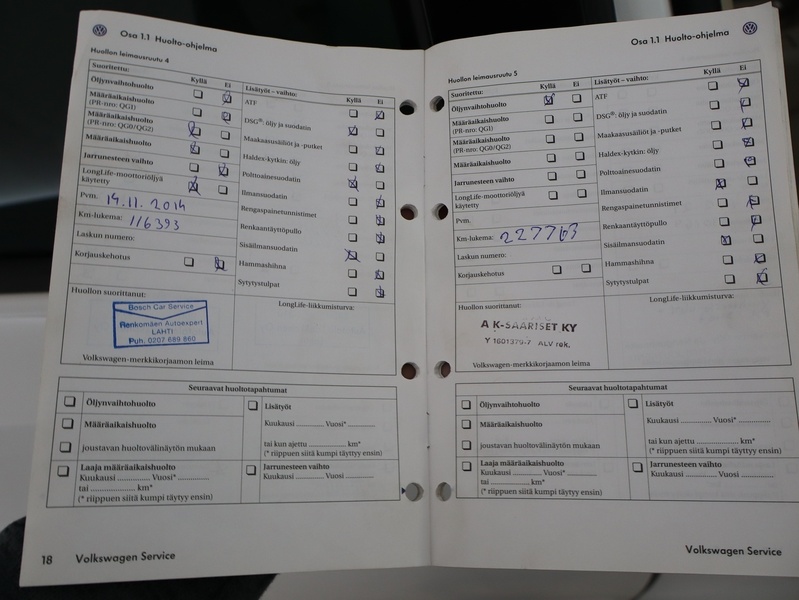 Osa 1.1 Huolto-ohjelma
Huollon leimausruutu 4
Suoritettu: Kyllä Ei
Öljynvaihtohuolto
Määräaikaishuolto
(PR-nro: QG1)
Määräaikaishuolto
(PR-nro: QG0/QG2)
Määräaikaishuolto
Jarrunesteen vaihto
LongLife-moottoriöljyä
käytetty
Pvm. 14.11.2014
Km-lukema: 116393
Laskun numero:
Korjauskehotus
Lisätyöt – vaihto: Kyllä Ei
ATF
DSG®: öljy ja suodatin
Maakaasusäiliöt ja -putket
Haldex-kytkin: öljy
Polttoainesuodatin
Ilmansuodatin
Rengaspainetunnistimet
Renkaantäyttöpullo
Sisäilmansuodatin
Hammashihna
Sytytystulpat
Huollon suorittanut:
Bosch Car Service
Renkomäen Autoexpert
LAHTI
Puh. 0207 689 860
Volkswagen-merkkikorjaamon leima
LongLife-liikkumisturva:
Seuraavat huoltotapahtumat
Öljynvaihtohuolto
Määräaikaishuolto
joustavan huoltovälinäytön mukaan
Laaja määräaikaishuolto
Kuukausi .............. Vuosi* ..............
tai .............. km*
(* riippuen siitä kumpi täytyy ensin)
Lisätyöt
Kuukausi ............ Vuosi* ............
tai kun ajettu .............. km*
(* riippuen siitä kumpi täytyy ensin)
Jarrunesteen vaihto
Kuukausi ............ Vuosi ............
18 Volkswagen Service
Osa 1.1 Huolto-ohjelma
Huollon leimausruutu 5
Suoritettu: Kyllä Ei
Öljynvaihtohuolto
Määräaikaishuolto
(PR-nro: QG1)
Määräaikaishuolto
(PR-nro: QG0/QG2)
Määräaikaishuolto
Jarrunesteen vaihto
LongLife-moottoriöljyä
käytetty
Pvm.
Km-lukema: 227763
Laskun numero:
Korjauskehotus
Lisätyöt – vaihto: Kyllä Ei
ATF
DSG®: öljy ja suodatin
Maakaasusäiliöt ja -putket
Haldex-kytkin: öljy
Polttoainesuodatin
Ilmansuodatin
Rengaspainetunnistimet
Renkaantäyttöpullo
Sisäilmansuodatin
Hammashihna
Sytytystulpat
Huollon suorittanut:
A K-SAARISET KY
Y 1601379-7 ALV rek.
Volkswagen-merkkikorjaamon leima
LongLife-liikkumisturva:
Seuraavat huoltotapahtumat
Öljynvaihtohuolto
Määräaikaishuolto
joustavan huoltovälinäytön mukaan
Laaja määräaikaishuolto
Kuukausi ............ Vuosi* ............
tai ............ km*
(* riippuen siitä kumpi täytyy ensin)
Lisätyöt
Kuukausi ............ Vuosi* ............
tai kun ajettu .............. km*
(* riippuen siitä kumpi täytyy ensin)
Jarrunesteen vaihto
Kuukausi ............ Vuosi ............
Volkswagen Service